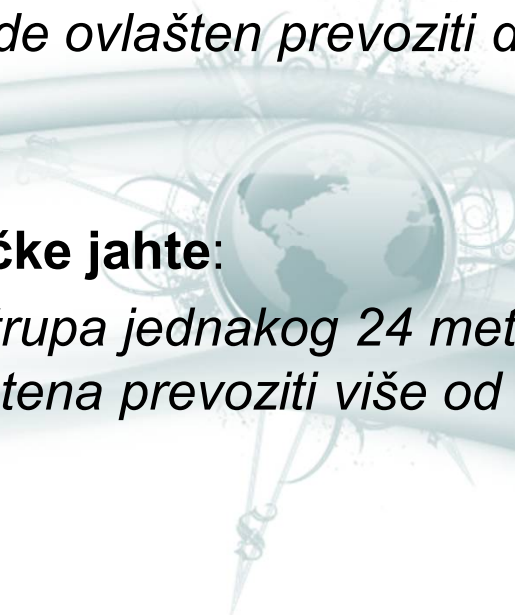 de ovlašten prevoziti d
čke jahte:
trupa jednakog 24 met
tena prevoziti više od